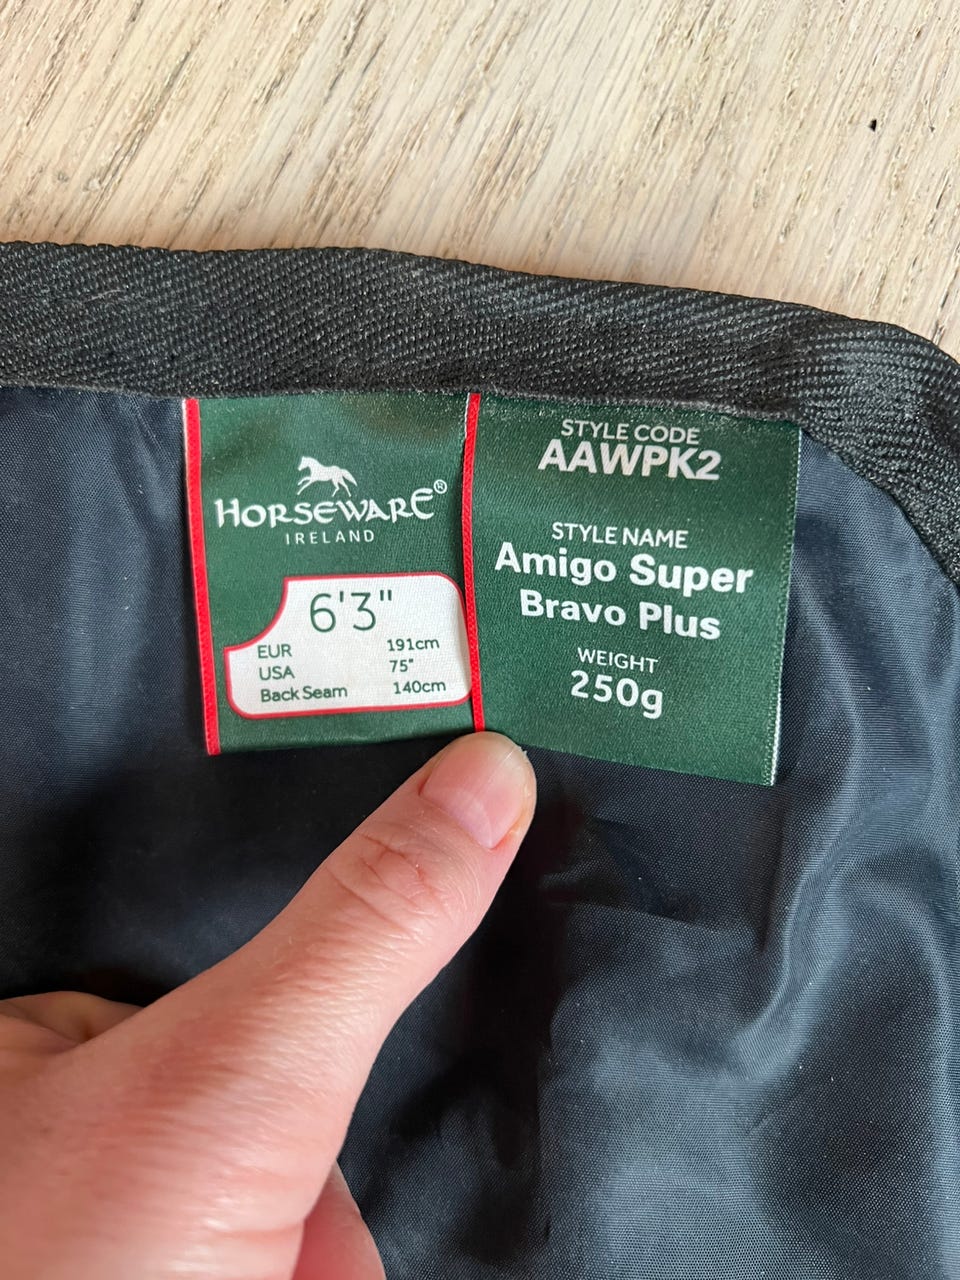 HORSEWARE®
IRELAND
6'3"
EUR 191cm
USA 75"
Back Seam 140cm
STYLE CODE
AAWPK2
STYLE NAME
Amigo Super
Bravo Plus
WEIGHT
250g